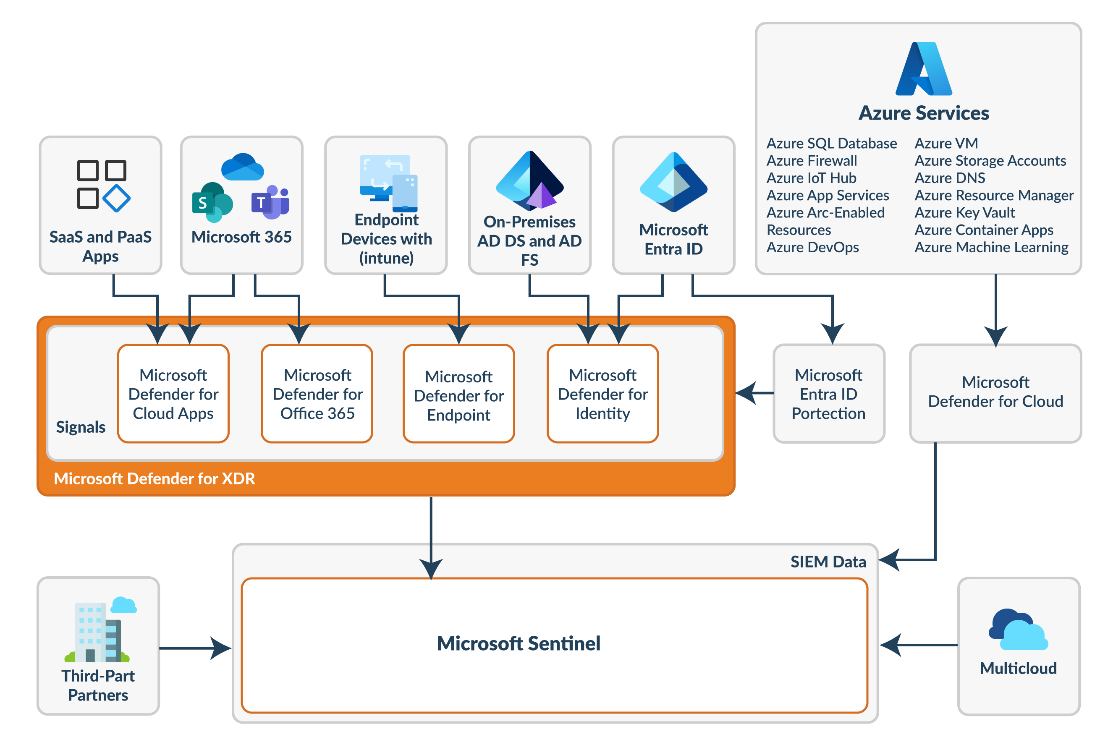 Azure Services
Azure SQL Database
Azure Firewall
Azure IoT Hub
Azure App Services
Azure Arc-Enabled
Resources
Azure DevOps
Azure VM
Azure Storage Accounts
Azure DNS
Azure Resource Manager
Azure Key Vault
Azure Container Apps
Azure Machine Learning
SaaS and PaaS
Apps
S
T
Microsoft 365
Endpoint
Devices with
(intune)
On-Premises
AD DS and AD
FS
Microsoft
Entra ID
Signals
Microsoft
Defender for
Cloud Apps
Microsoft
Defender for
Office 365
Microsoft
Defender for
Endpoint
Microsoft
Defender for
Identity
Microsoft
Entra ID
Portection
Microsoft
Defender for Cloud
Microsoft Defender for XDR
SIEM Data
Microsoft Sentinel
Third-Part
Partners
Multicloud